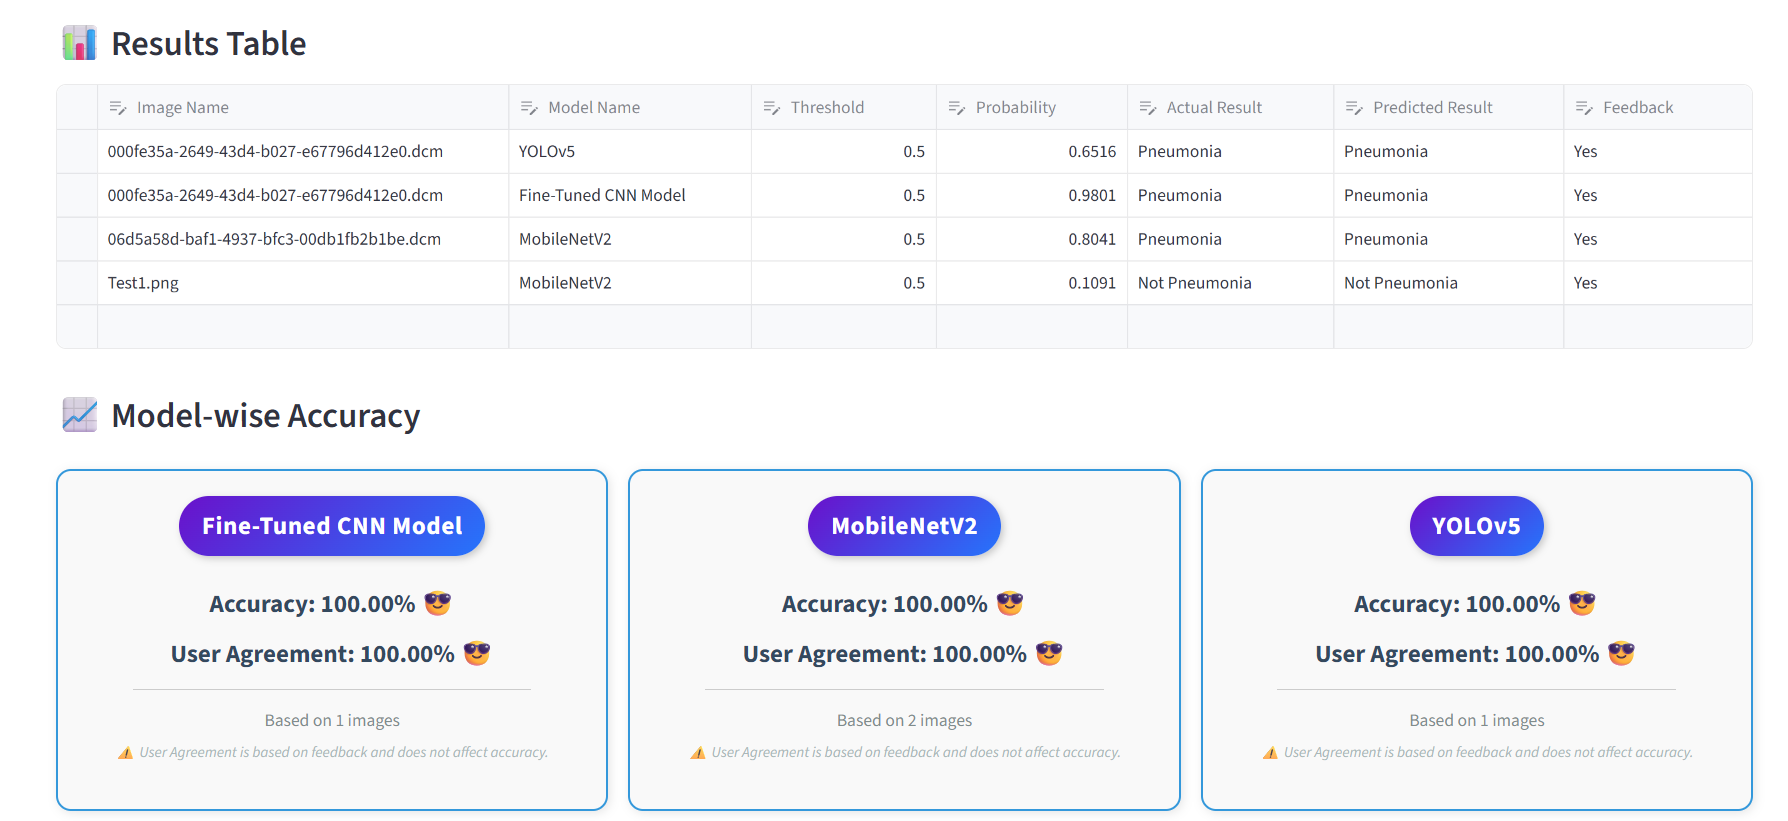 Results Table
Image Name Model Name Threshold Probability Actual Result Predicted Result Feedback
000fe35a-2649-43d4-b027-e67796d412e0.dcm YOLOv5 0.5 0.6516 Pneumonia Pneumonia Yes
000fe35a-2649-43d4-b027-e67796d412e0.dcm Fine-Tuned CNN Model 0.5 0.9801 Pneumonia Pneumonia Yes
06d5a58d-baf1-4937-bfc3-00db1fb2b1be.dcm MobileNetV2 0.5 0.8041 Pneumonia Pneumonia Yes
Test1.png MobileNetV2 0.5 0.1091 Not Pneumonia Not Pneumonia Yes
Model-wise Accuracy
Fine-Tuned CNN Model
Accuracy: 100.00% 😎
User Agreement: 100.00% 😎
Based on 1 images
⚠️ User Agreement is based on feedback and does not affect accuracy.
MobileNetV2
Accuracy: 100.00% 😎
User Agreement: 100.00% 😎
Based on 2 images
⚠️ User Agreement is based on feedback and does not affect accuracy.
YOLOv5
Accuracy: 100.00% 😎
User Agreement: 100.00% 😎
Based on 1 images
⚠️ User Agreement is based on feedback and does not affect accuracy.